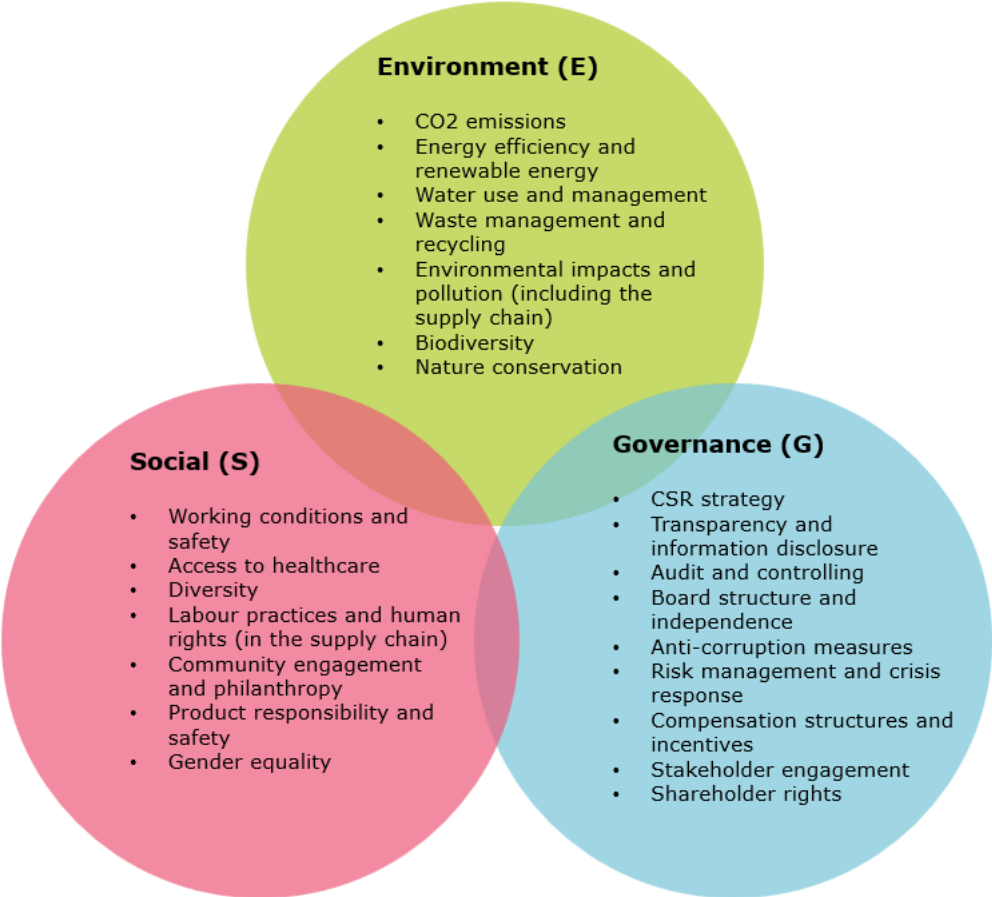 Environment (E)
• CO2 emissions
• Energy efficiency and
renewable energy
• Water use and management
• Waste management and
recycling
• Environmental impacts and
pollution (including the
supply chain)
• Biodiversity
• Nature conservation
Social (S)
• Working conditions and
safety
• Access to healthcare
• Diversity
• Labour practices and human
rights (in the supply chain)
• Community engagement
and philanthropy
• Product responsibility and
safety
• Gender equality
Governance (G)
• CSR strategy
• Transparency and
information disclosure
• Audit and controlling
• Board structure and
independence
• Anti-corruption measures
• Risk management and crisis
response
• Compensation structures and
incentives
• Stakeholder engagement
• Shareholder rights